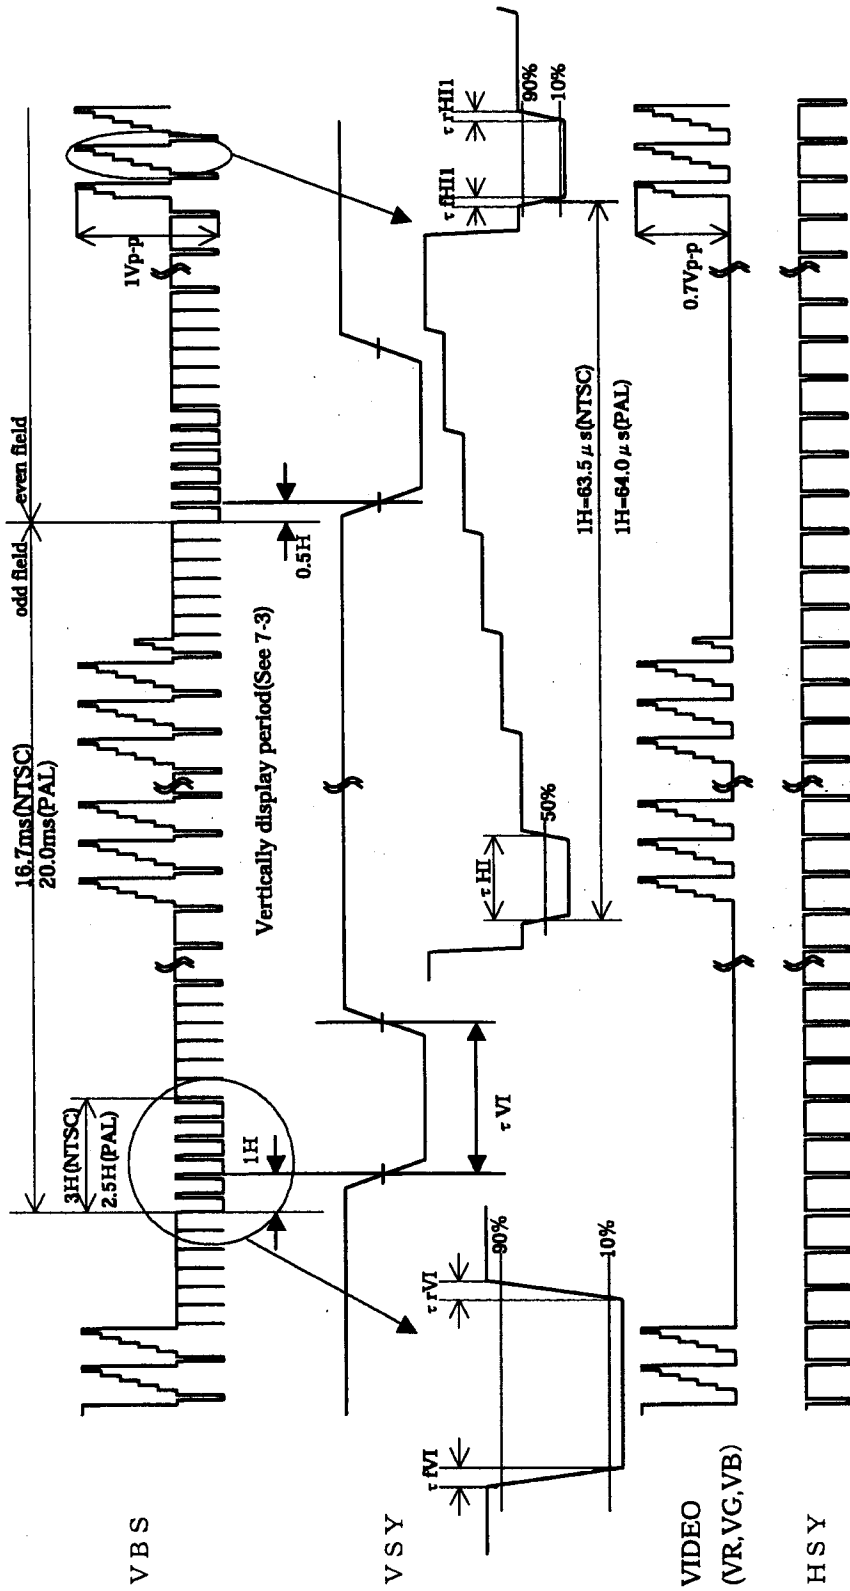 16.7ms(NTSC)
20.0ms(PAL)
odd field
even field
VBS
3H(NTSC)
2.5H(PAL)
1H
1Vp-p
0.5H
Vertically display period(See 7-3)
VSY
τVI
τfVI
τrVI
90%
10%
τHI
50%
1H=63.5μs(NTSC)
1H=64.0μs(PAL)
τfHI1
τrHI1
90%
10%
VIDEO
(VR,VG,VB)
0.7Vp-p
HSY